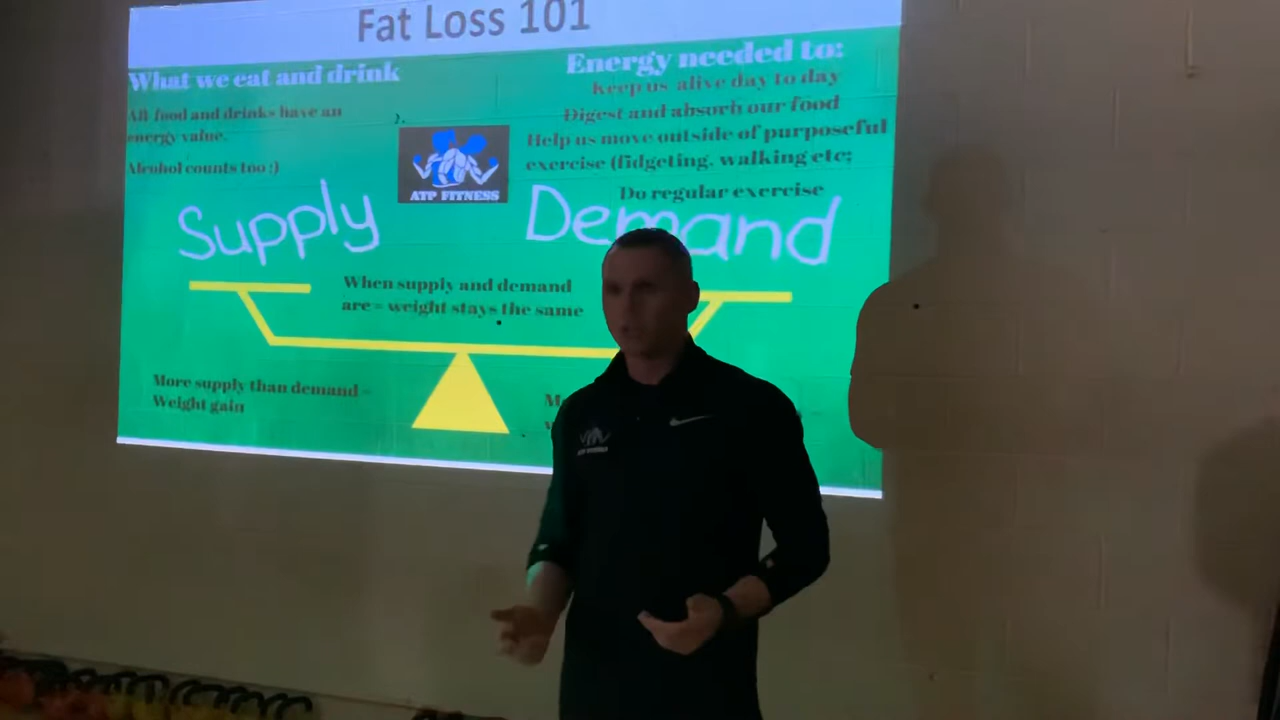 Fat Loss 101
What we eat and drink
All food and drinks have an
energy value.
Alcohol counts too :)
Energy needed to:
Keep us alive day to day
Digest and absorb our food
Help us move outside of purposeful
exercise (fidgeting. walking etc;
Do regular exercise
ATP FITNESS
Supply
Demand
When supply and demand
are = weight stays the same
More supply than demand =
Weight gain
ATP FITNESS